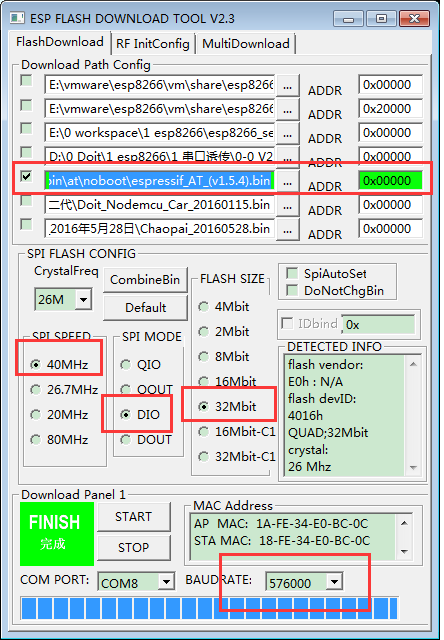 ESP FLASH DOWNLOAD TOOL V2.3
FlashDownload RF InitConfig MultiDownload
Download Path Config
E:\vmware\esp8266\vm\share\esp8266 ... ADDR 0x00000
E:\vmware\esp8266\vm\share\esp8266 ... ADDR 0x20000
E:\0 workspace\1 esp8266\esp8266_se ... ADDR 0x00000
D:\0 Doit\1 esp8266\1 串口透传\0-0 V2 ... ADDR 0x00000
bin\at\noboot\espressif_AT_(v1.5.4).bin ... ADDR 0x00000
二代\Doit_Nodemcu_Car_20160115.bin ... ADDR 0x00000
2016年5月28日\Chaopai_20160528.bin ... ADDR 0x00000
SPI FLASH CONFIG
CrystalFreq
26M
CombineBin
Default
SPI SPEED
40MHz
26.7MHz
20MHz
80MHz
SPI MODE
QIO
QOUT
DIO
DOUT
FLASH SIZE
4Mbit
2Mbit
8Mbit
16Mbit
32Mbit
16Mbit-C1
32Mbit-C1
SpiAutoSet
DoNotChgBin
IDbind 0x
DETECTED INFO
flash vendor:
E0h : N/A
flash devID:
4016h
QUAD;32Mbit
crystal:
26 Mhz
Download Panel 1
FINISH
完成
START
STOP
MAC Address
AP MAC: 1A-FE-34-E0-BC-0C
STA MAC: 18-FE-34-E0-BC-0C
COM PORT: COM8 BAUDRATE: 576000